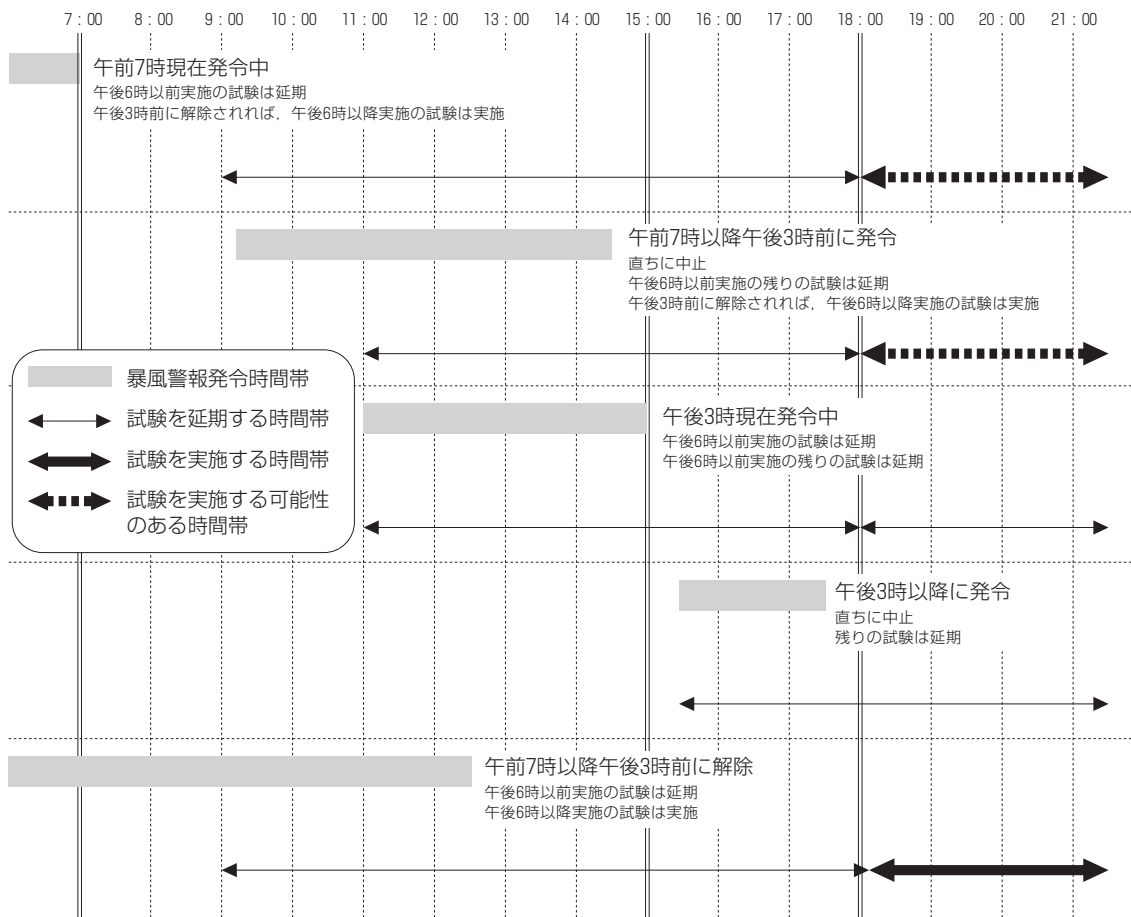 7：00 8：00 9：00 10：00 11：00 12：00 13：00 14：00 15：00 16：00 17：00 18：00 19：00 20：00 21：00
午前7時現在発令中
午後6時以前実施の試験は延期
午後3時前に解除されれば，午後6時以降実施の試験は実施
午前7時以降午後3時前に発令
直ちに中止
午後6時以前実施の残りの試験は延期
午後3時前に解除されれば，午後6時以降実施の試験は実施
暴風警報発令時間帯
試験を延期する時間帯
試験を実施する時間帯
試験を実施する可能性
のある時間帯
午後3時現在発令中
午後6時以前実施の試験は延期
午後6時以前実施の残りの試験は延期
午後3時以降に発令
直ちに中止
残りの試験は延期
午前7時以降午後3時前に解除
午後6時以前実施の試験は延期
午後6時以降実施の試験は実施